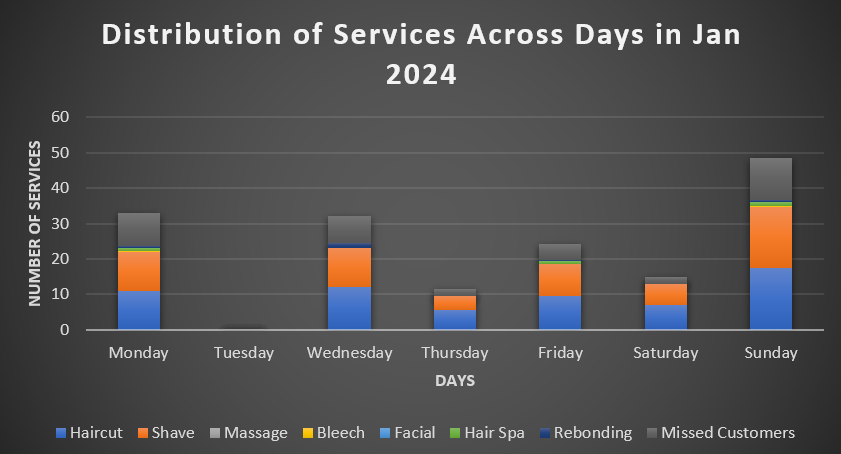 Distribution of Services Across Days in Jan
2024
NUMBER OF SERVICES
60
50
40
30
20
10
0
Monday Tuesday Wednesday Thursday Friday Saturday Sunday
DAYS
Haircut Shave Massage Bleech Facial Hair Spa Rebonding Missed Customers